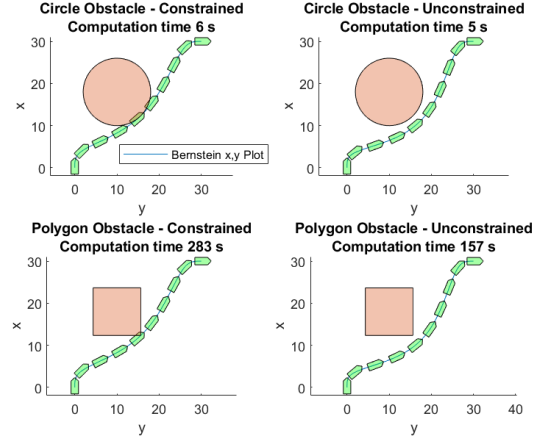 Circle Obstacle - Constrained
Computation time 6 s
30
20
10
0
x
0 10 20 30
y
Bernstein x,y Plot
Circle Obstacle - Unconstrained
Computation time 5 s
30
20
10
0
x
0 10 20 30
y
Polygon Obstacle - Constrained
Computation time 283 s
30
20
10
0
x
0 10 20 30
y
Polygon Obstacle - Unconstrained
Computation time 157 s
30
20
10
0
x
0 10 20 30 40
y